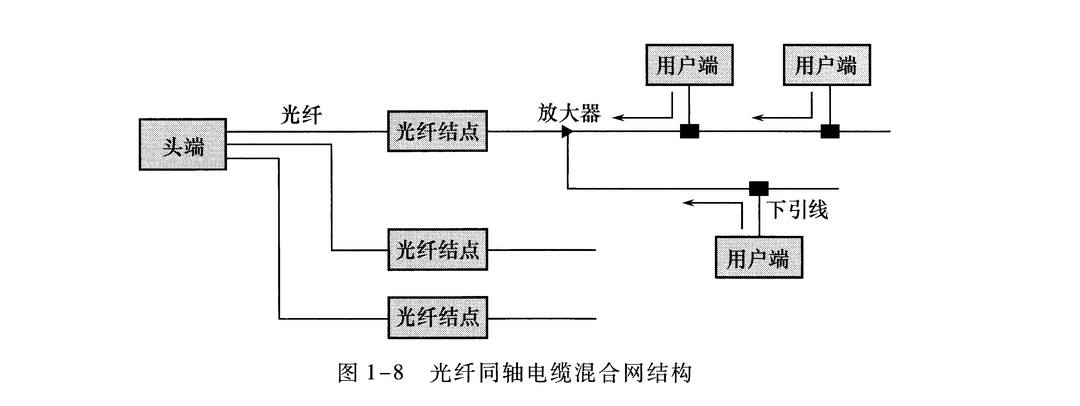 用户端
用户端
光纤
放大器
头端
光纤结点
下引线
光纤结点
用户端
光纤结点
图 1-8 光纤同轴电缆混合网结构